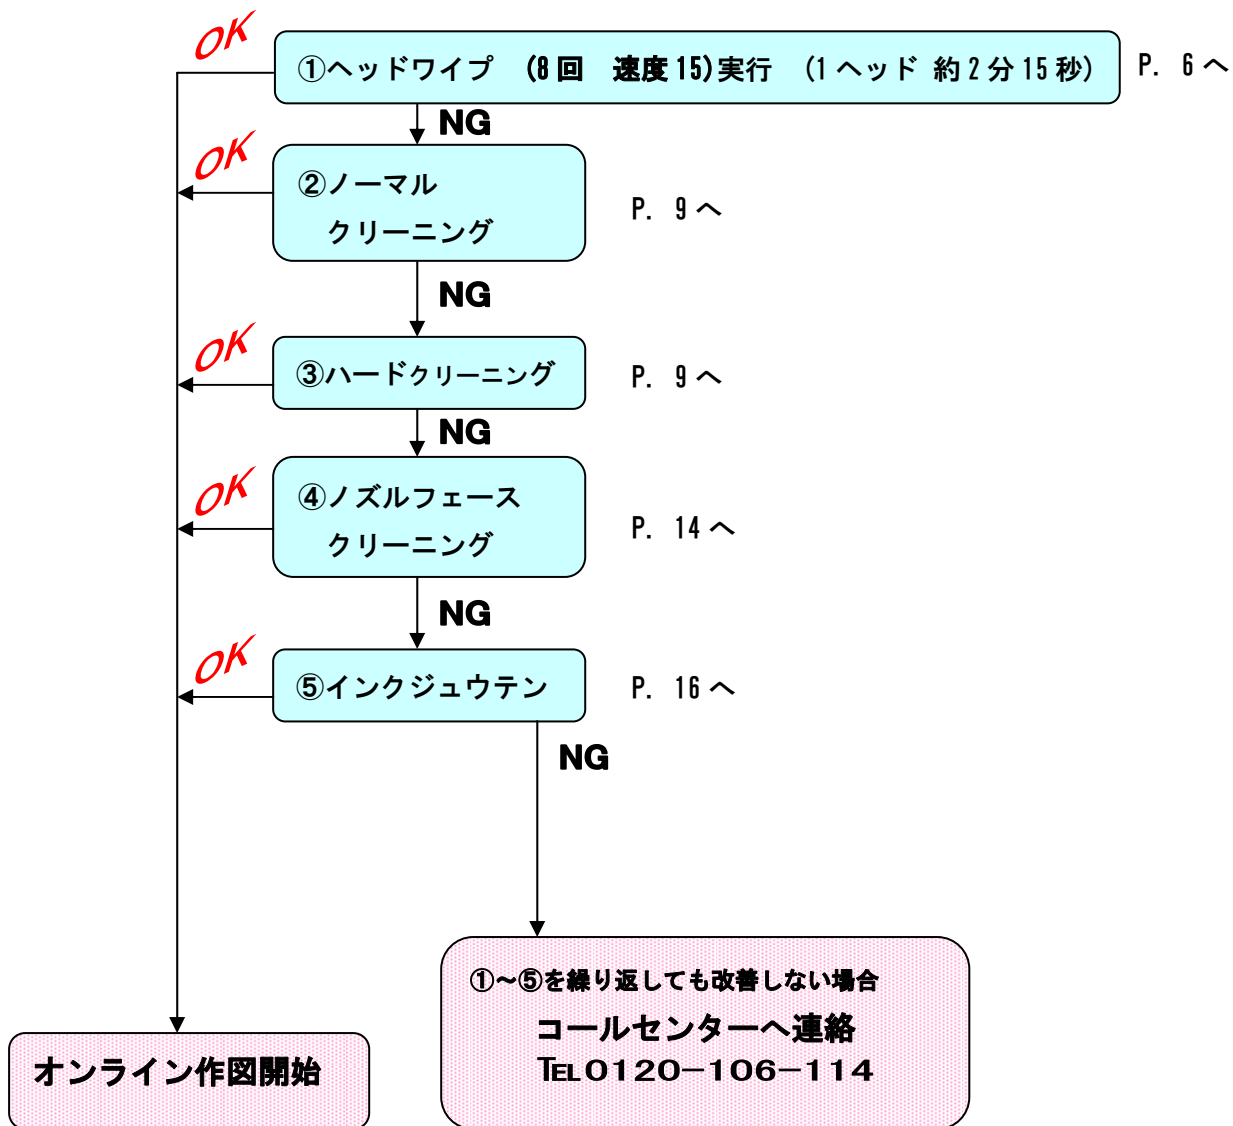 OK
①ヘッドワイプ (8回 速度15)実行 (1ヘッド 約2分15秒)
P. 6へ
NG
OK
②ノーマル
クリーニング
P. 9へ
NG
OK
③ハードクリーニング
P. 9へ
NG
OK
④ノズルフェース
クリーニング
P. 14へ
NG
OK
⑤インクジュウテン
P. 16へ
NG
①～⑤を繰り返しても改善しない場合
コールセンターへ連絡
℡0120－106－114
オンライン作図開始